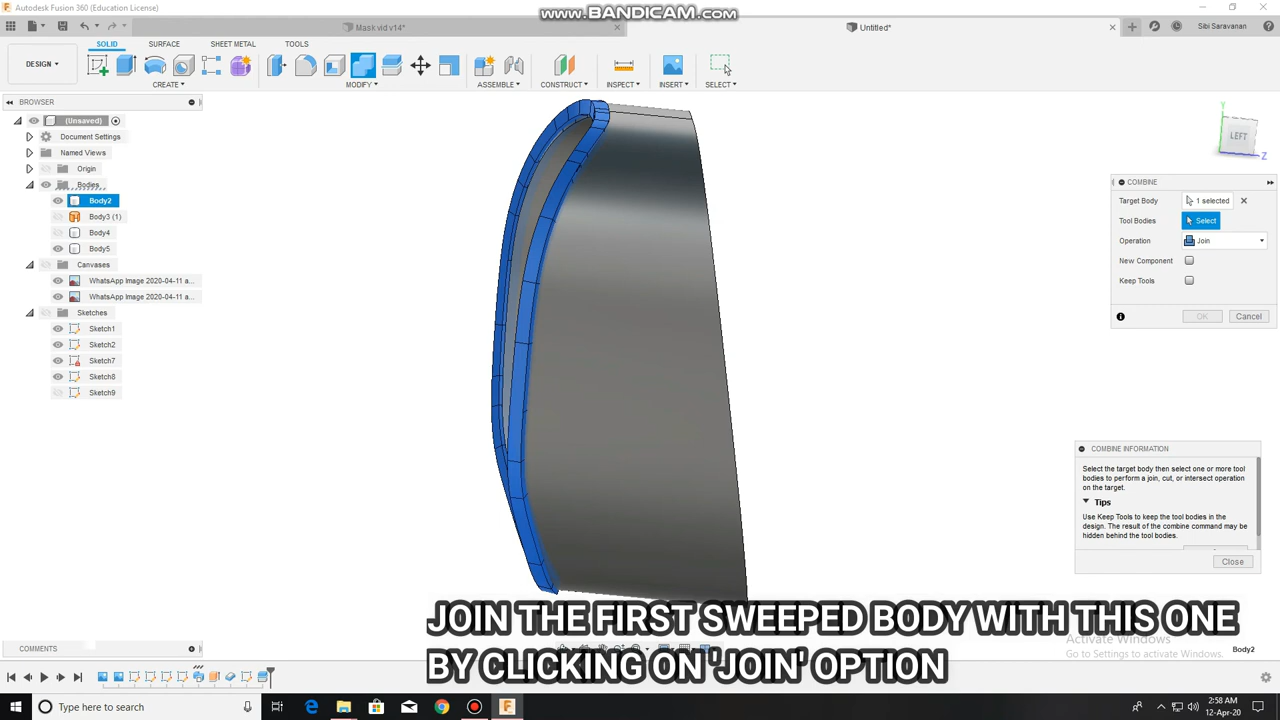 Autodesk Fusion 360 (Education License)
www.BANDICAM.com
Mask vid v14*
Untitled*
Sibi Saravanan
DESIGN
SOLID
SURFACE
SHEET METAL
TOOLS
CREATE
MODIFY
ASSEMBLE
CONSTRUCT
INSPECT
INSERT
SELECT
BROWSER
(Unsaved)
Document Settings
Named Views
Origin
Bodies
Body2
Body3 (1)
Body4
Body5
Canvases
WhatsApp Image 2020-04-11 a...
WhatsApp Image 2020-04-11 a...
Sketches
Sketch1
Sketch2
Sketch7
Sketch8
Sketch9
Y
LEFT
Z
COMBINE
Target Body 1 selected
Tool Bodies Select
Operation Join
New Component
Keep Tools
OK Cancel
COMBINE INFORMATION
Select the target body then select one or more tool
bodies to perform a join, cut, or intersect operation
on the target.
Tips
Use Keep Tools to keep the tool bodies in the
design. The result of the combine command may be
hidden behind the tool bodies.
Close
JOIN THE FIRST SWEEPED BODY WITH THIS ONE
BY CLICKING ON 'JOIN' OPTION
Activate Windows
Go to Settings to activate Windows.
Body2
COMMENTS
Type here to search
2:58 AM
12-Apr-20